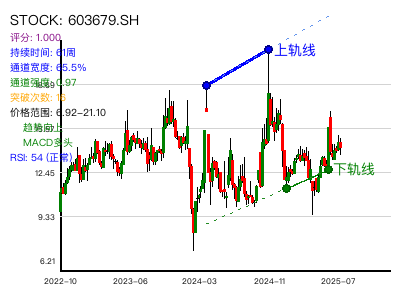 STOCK: 603679.SH
评分: 1.000
持续时间: 61周
通道宽度: 65.5%
通道强度: 0.97
突破次数: 18
价格范围: 6.92-21.10
趋势向上
MACD多头
RSI: 54 (正常)
上轨线
下轨线
12.45
9.33
6.21
2022-10
2023-06
2024-03
2024-11
2025-07